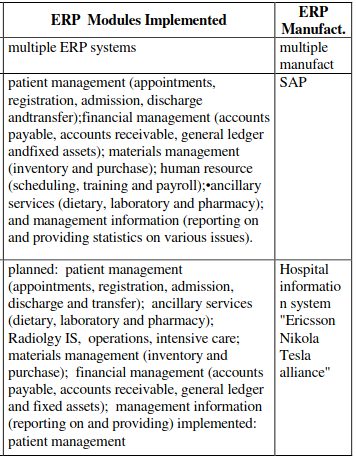 ERP Modules Implemented
ERP
Manufact.
multiple ERP systems
multiple
manufact
patient management (appointments,
registration, admission, discharge
andtransfer);financial management (accounts
payable, accounts receivable, general ledger
andfixed assets); materials management
(inventory and purchase); human resource
(scheduling, training and payroll);•ancillary
services (dietary, laboratory and pharmacy);
and management information (reporting on
and providing statistics on various issues).
SAP
planned: patient management
(appointments, registration, admission,
discharge and transfer); ancillary services
(dietary, laboratory and pharmacy);
Radiolgy IS, operations, intensive care;
materials management (inventory and
purchase); financial management (accounts
payable, accounts receivable, general ledger
and fixed assets); management information
(reporting on and providing) implemented:
patient management
Hospital
informatio
n system
"Ericsson
Nikola
Tesla
alliance"